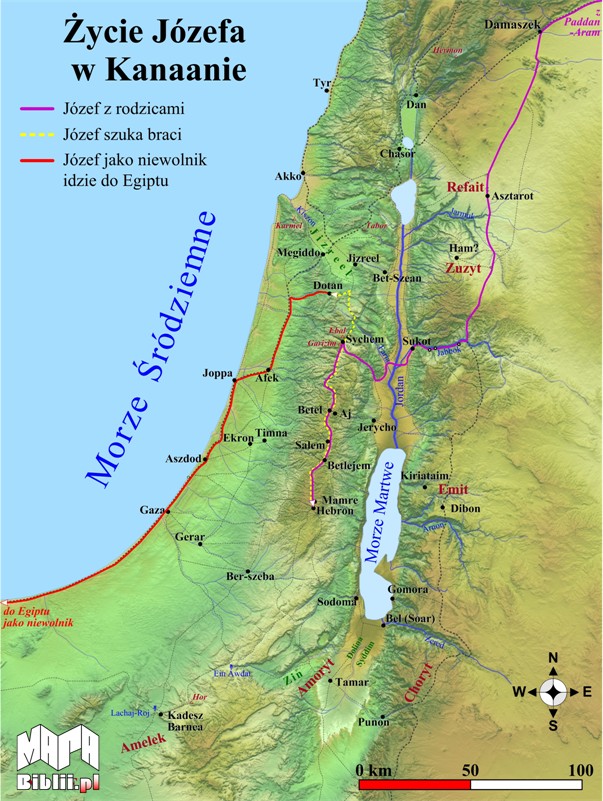 Życie Józefa
w Kanaanie
Józef z rodzicami
Józef szuka braci
Józef jako niewolnik
idzie do Egiptu
z
Paddan
-Aram
Damaszek
Hermon
Tyr
Dan
Chasor
Akko
Refait
Asztarot
Jarmuk
Kiszon
Karmel
Tabor
Jizreel
Megiddo
Jizreel
Ham?
Zuzyt
Bet-Szean
Dotan
Ebal
Garizim
Sychem
Sukot
Jabbok
Jordan
Morze Śródziemne
Joppa
Afek
Betel
Aj
Jerycho
Ekron
Timna
Salem
Aszdod
Betlejem
Kiriataim
Emit
Mamre
Hebron
Dibon
Morze Martwe
Arnon
Gaza
Gerar
Ber-szeba
Gomora
Sodoma
do Egiptu
jako niewolnik
Bel (Soar)
Zered
Dolina
Syddim
Ein Awdat
Zin
Amoryt
Choryt
Tamar
Hor
Lachaj-Roj
Kadesz
Barnea
Amelek
Punon
N
W
E
S
MAPA
Biblii.pl
0 km
50
100